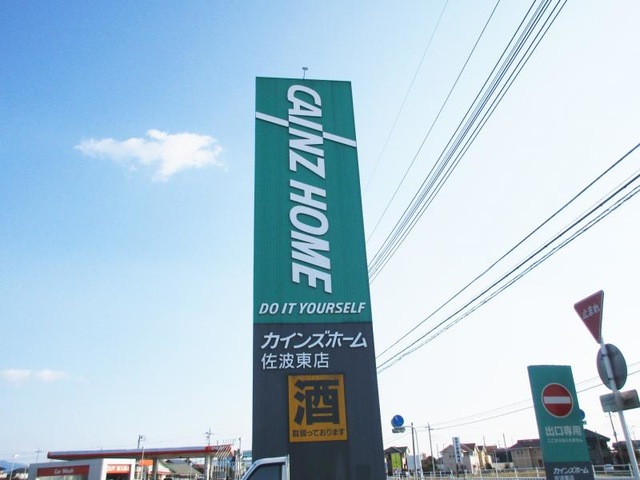 CAINZ HOME
DO IT YOURSELF
カインズホーム
佐波東店
酒
取扱っております
止まれ
出口専用
カインズホーム
Car Wash